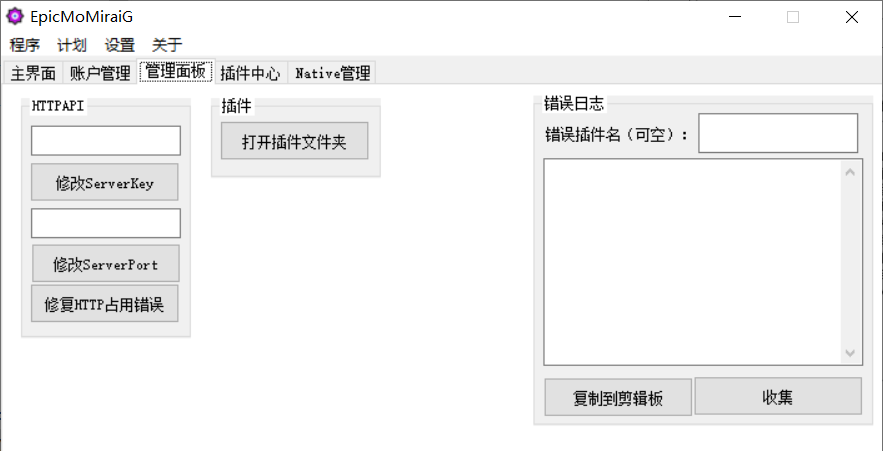 EpicMoMiraiG
程序 计划 设置 关于
主界面 账户管理 管理面板 插件中心 Native管理
HTTPAPI
修改ServerKey
修改ServerPort
修复HTTP占用错误
插件
打开插件文件夹
错误日志
错误插件名（可空）：
复制到剪辑板 收集